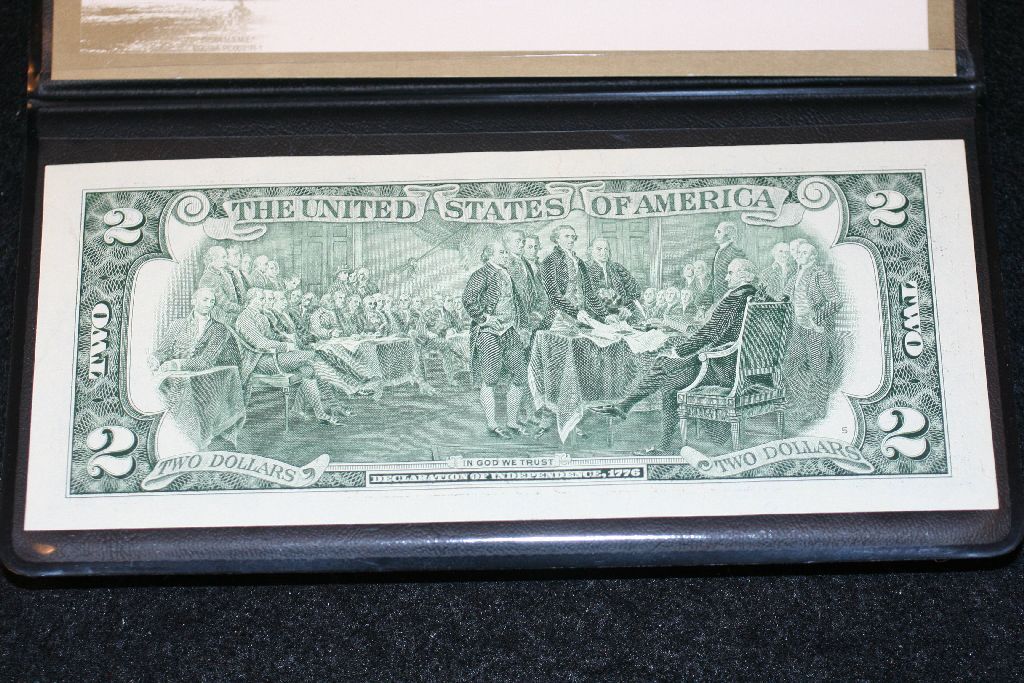 2 THE UNITED STATES OF AMERICA 2
TWO TWO
S
2 TWO DOLLARS IN GOD WE TRUST TWO DOLLARS 2
DECLARATION OF INDEPENDENCE, 1776